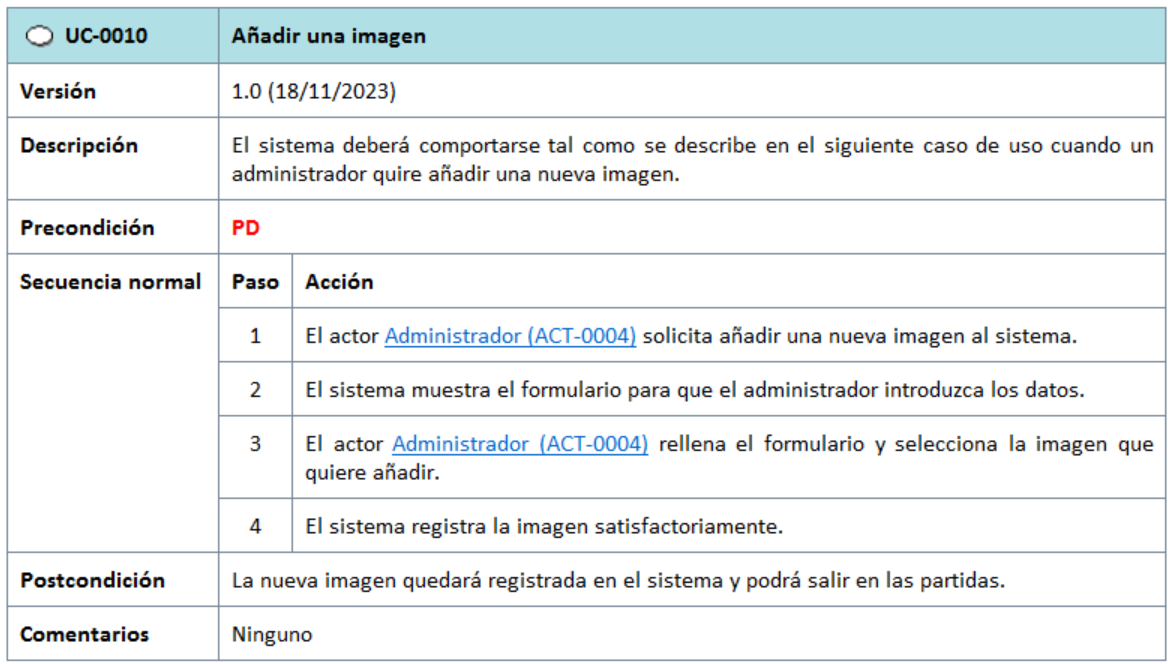 UC-0010 Añadir una imagen
Versión 1.0 (18/11/2023)
Descripción El sistema deberá comportarse tal como se describe en el siguiente caso de uso cuando un
administrador quire añadir una nueva imagen.
Precondición PD
Secuencia normal Paso Acción
1 El actor Administrador (ACT-0004) solicita añadir una nueva imagen al sistema.
2 El sistema muestra el formulario para que el administrador introduzca los datos.
3 El actor Administrador (ACT-0004) rellena el formulario y selecciona la imagen que
quiere añadir.
4 El sistema registra la imagen satisfactoriamente.
Postcondición La nueva imagen quedará registrada en el sistema y podrá salir en las partidas.
Comentarios Ninguno